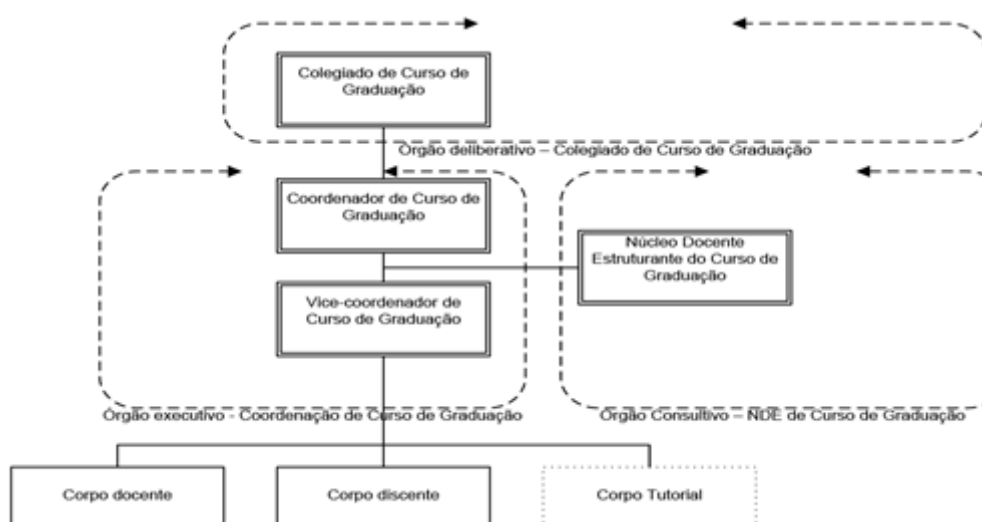 Colegiado de Curso de
Graduação
Órgão deliberativo – Colegiado de Curso de Graduação
Coordenador de Curso de
Graduação
Núcleo Docente
Estruturante do Curso de
Graduação
Vice-coordenador de
Curso de Graduação
Órgão executivo - Coordenação de Curso de Graduação
Órgão Consultivo – NDE de Curso de Graduação
Corpo docente
Corpo discente
Corpo Tutorial